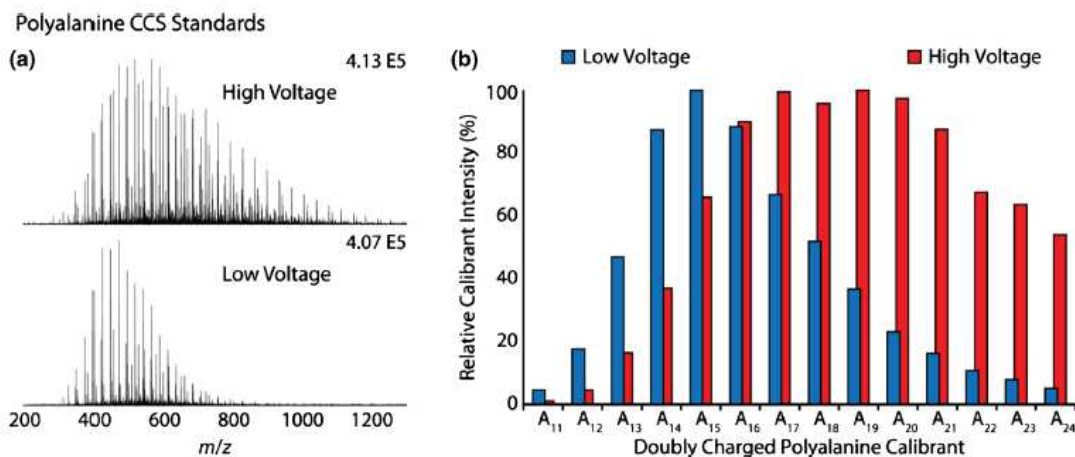 Polyalanine CCS Standards
(a)
4.13 E5
High Voltage
4.07 E5
Low Voltage
200 400 600 800 1000 1200
m/z
(b)
Low Voltage
High Voltage
Relative Calibrant Intensity (%)
100
80
60
40
20
0
A₁₁ A₁₂ A₁₃ A₁₄ A₁₅ A₁₆ A₁₇ A₁₈ A₁₉ A₂₀ A₂₁ A₂₂ A₂₃ A₂₄
Doubly Charged Polyalanine Calibrant